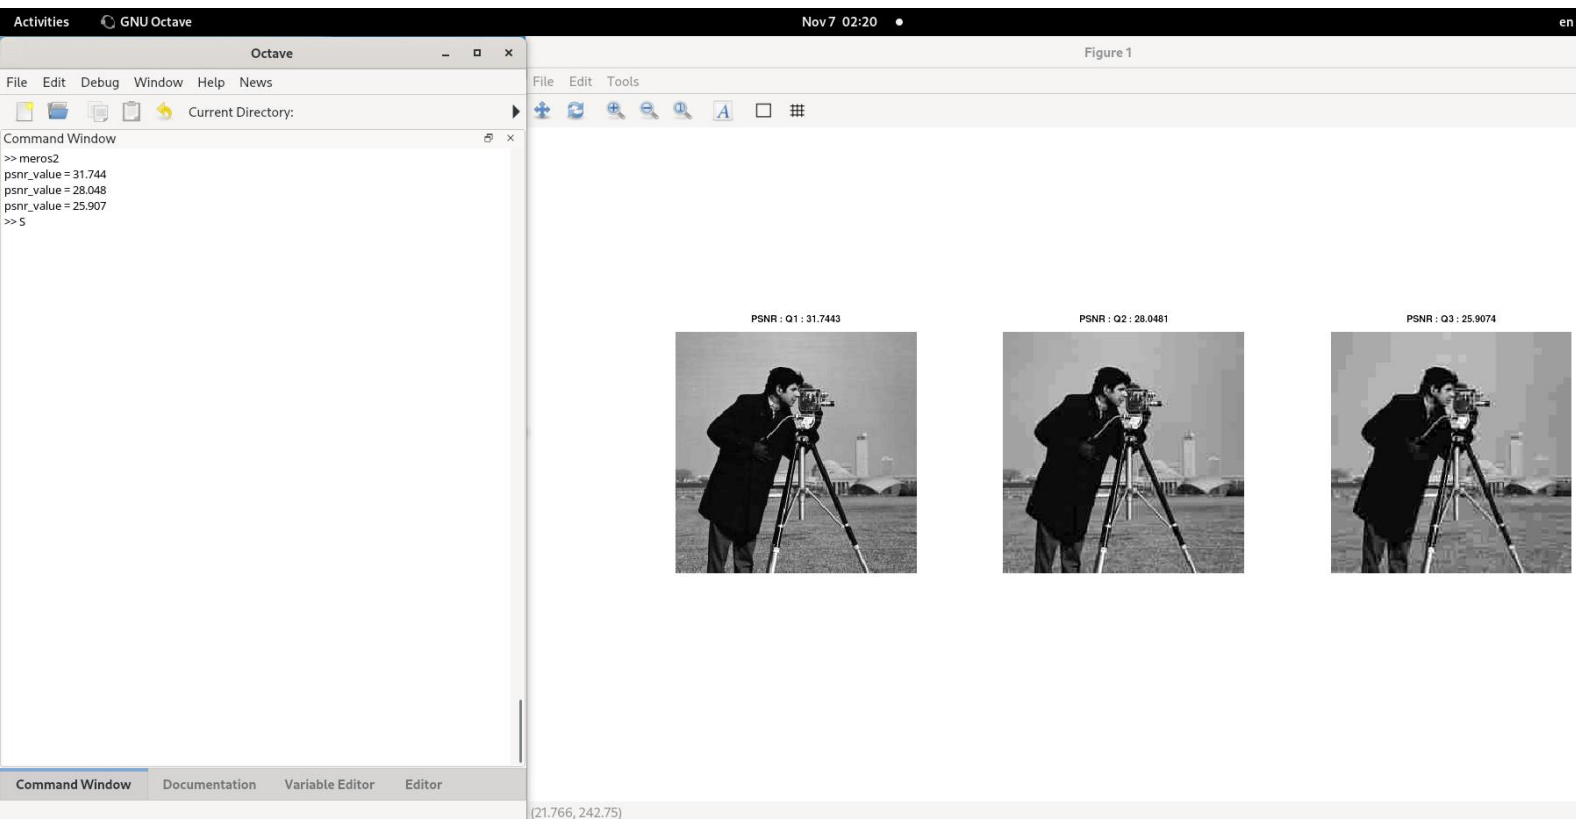 Activities GNU Octave Nov 7 02:20 en
Octave
File Edit Debug Window Help News
Current Directory:
Command Window
>> meros2
psnr_value = 31.744
psnr_value = 28.048
psnr_value = 25.907
>> S
Command Window Documentation Variable Editor Editor
Figure 1
File Edit Tools
A
PSNR : Q1 : 31.7443
PSNR : Q2 : 28.0481
PSNR : Q3 : 25.9074
(21.766, 242.75)